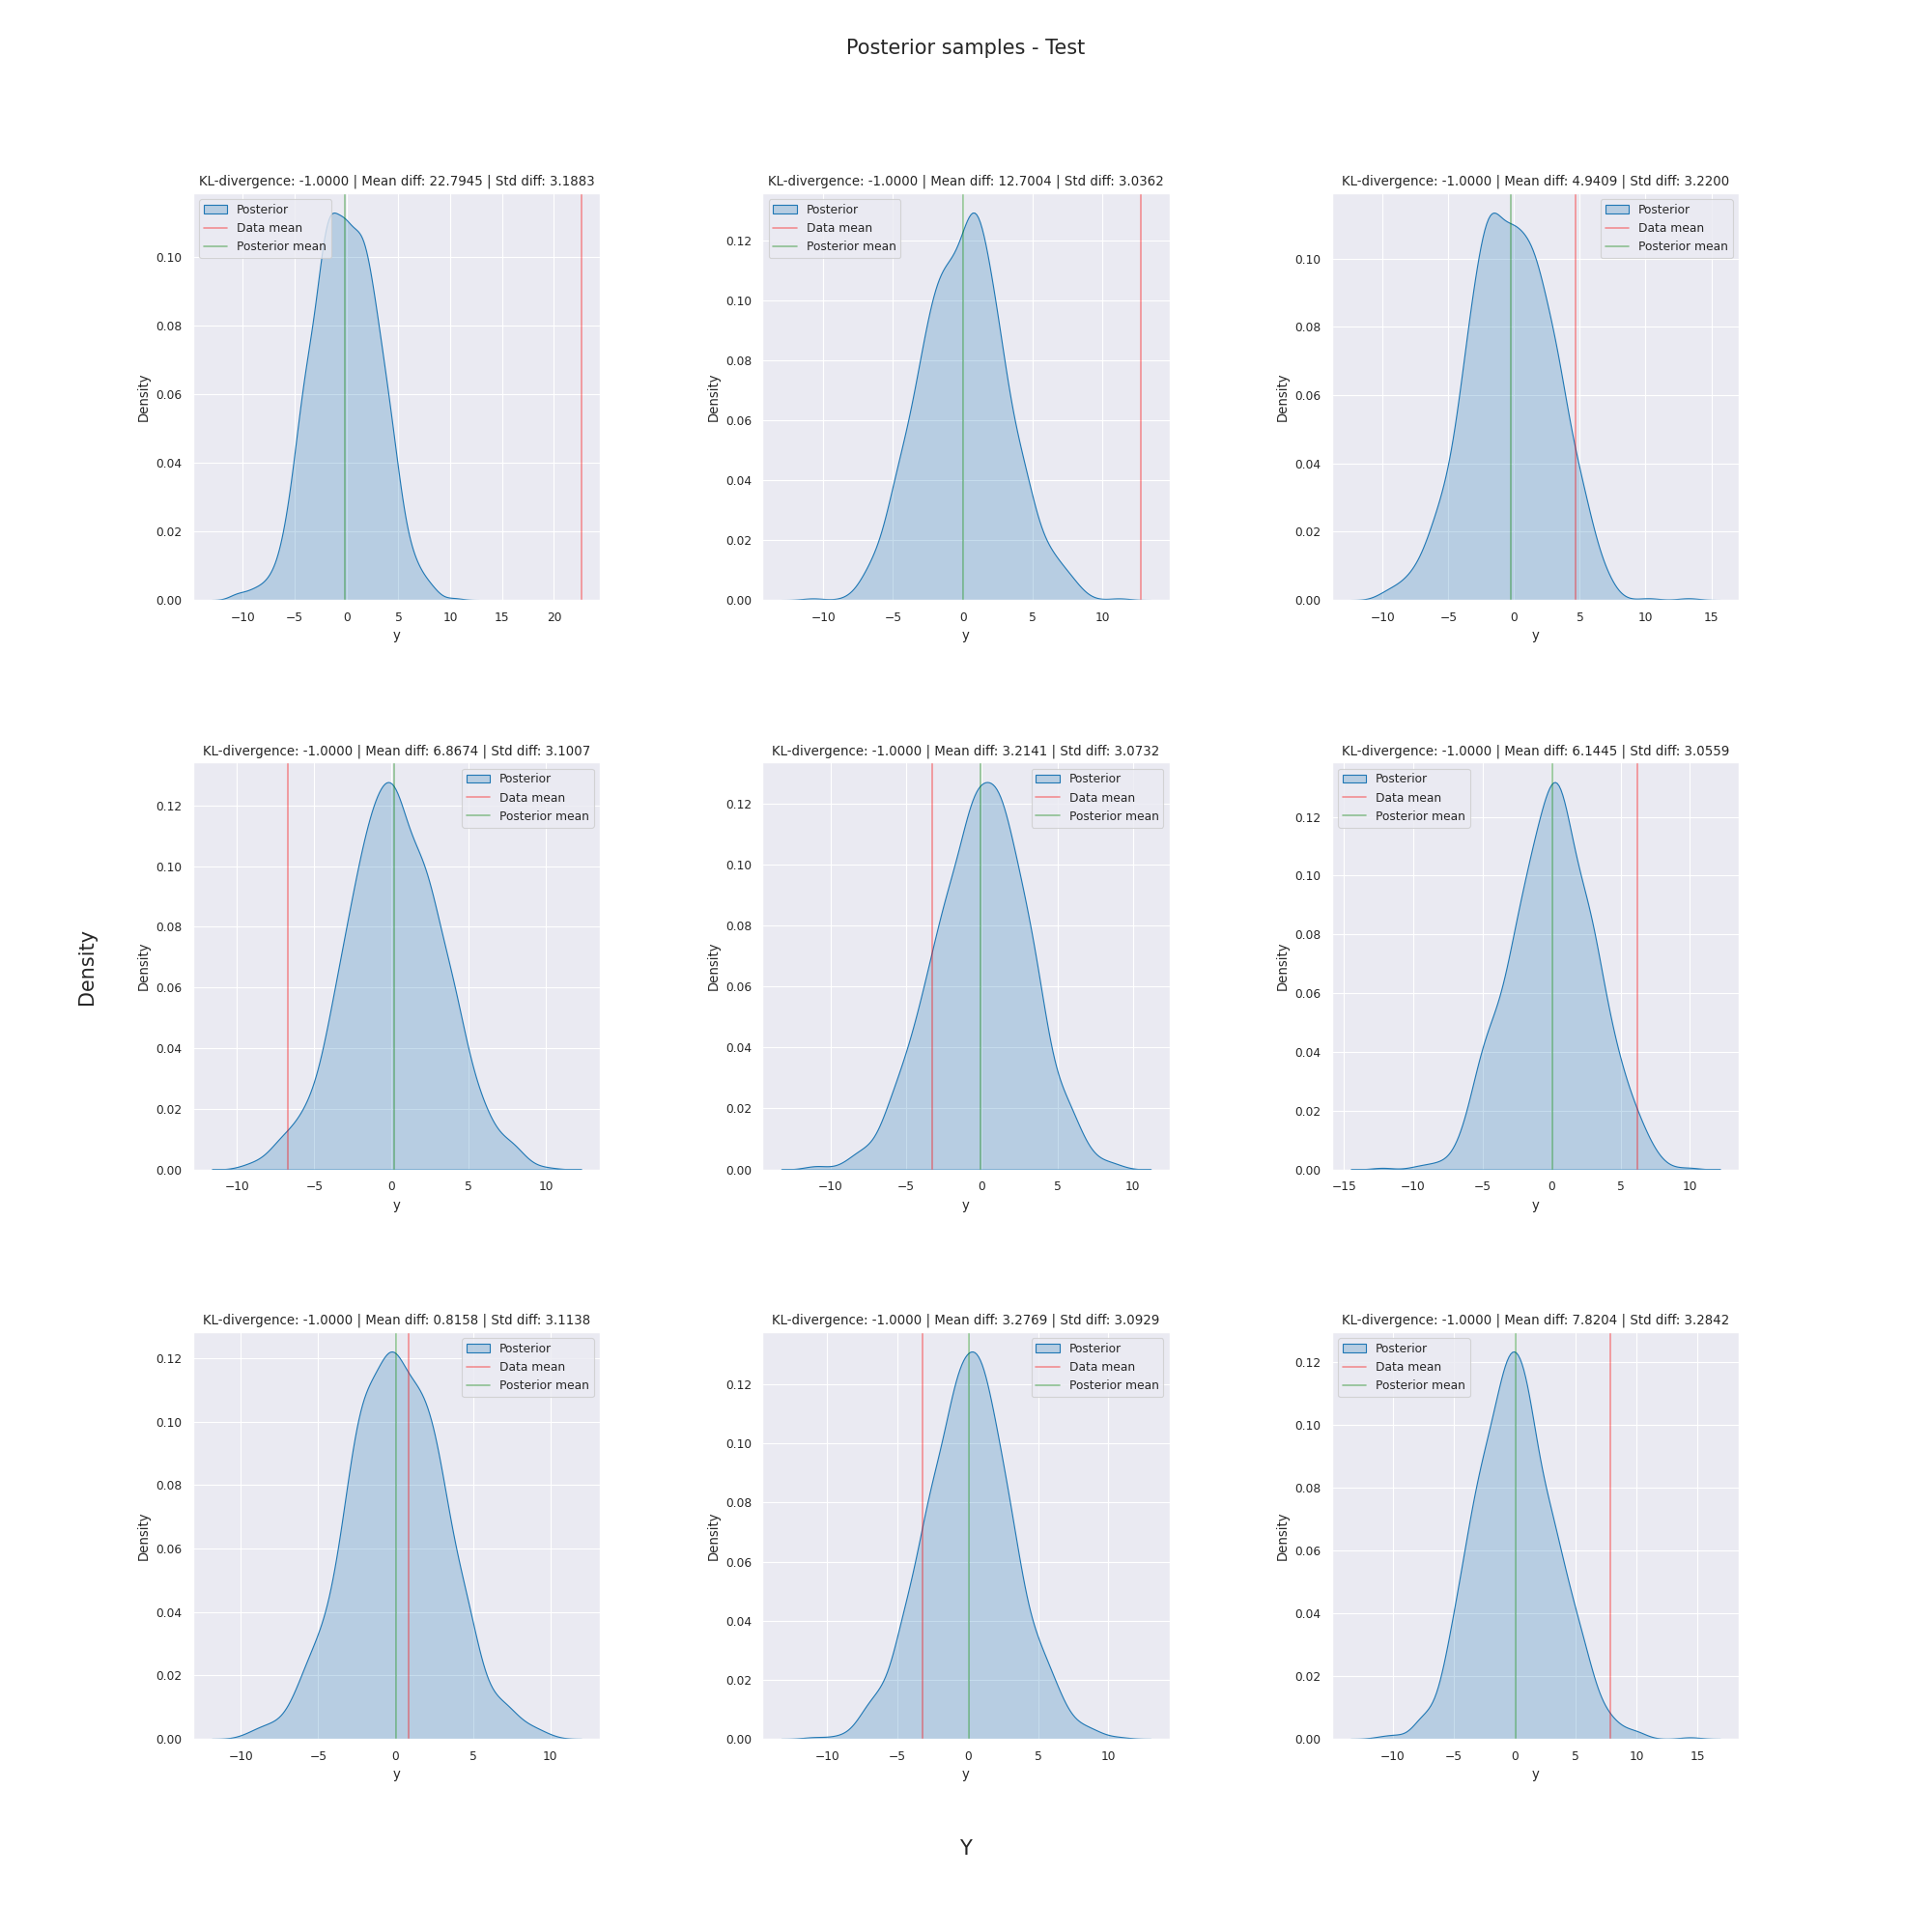 Posterior samples - Test
KL-divergence: -1.0000 | Mean diff: 22.7945 | Std diff: 3.1883
Posterior
Data mean
Posterior mean
0.10
0.08
0.06
0.04
0.02
0.00
Density
−10 −5 0 5 10 15 20
y
KL-divergence: -1.0000 | Mean diff: 12.7004 | Std diff: 3.0362
Posterior
Data mean
Posterior mean
0.12
0.10
0.08
0.06
0.04
0.02
0.00
Density
−10 −5 0 5 10
y
KL-divergence: -1.0000 | Mean diff: 4.9409 | Std diff: 3.2200
Posterior
Data mean
Posterior mean
0.10
0.08
0.06
0.04
0.02
0.00
Density
−10 −5 0 5 10 15
y
KL-divergence: -1.0000 | Mean diff: 6.8674 | Std diff: 3.1007
Posterior
Data mean
Posterior mean
0.12
0.10
0.08
0.06
0.04
0.02
0.00
Density
−10 −5 0 5 10
y
KL-divergence: -1.0000 | Mean diff: 3.2141 | Std diff: 3.0732
Posterior
Data mean
Posterior mean
0.12
0.10
0.08
0.06
0.04
0.02
0.00
Density
−10 −5 0 5 10
y
KL-divergence: -1.0000 | Mean diff: 6.1445 | Std diff: 3.0559
Posterior
Data mean
Posterior mean
0.12
0.10
0.08
0.06
0.04
0.02
0.00
Density
−15 −10 −5 0 5 10
y
Density
KL-divergence: -1.0000 | Mean diff: 0.8158 | Std diff: 3.1138
Posterior
Data mean
Posterior mean
0.12
0.10
0.08
0.06
0.04
0.02
0.00
Density
−10 −5 0 5 10
y
KL-divergence: -1.0000 | Mean diff: 3.2769 | Std diff: 3.0929
Posterior
Data mean
Posterior mean
0.12
0.10
0.08
0.06
0.04
0.02
0.00
Density
−10 −5 0 5 10
y
KL-divergence: -1.0000 | Mean diff: 7.8204 | Std diff: 3.2842
Posterior
Data mean
Posterior mean
0.12
0.10
0.08
0.06
0.04
0.02
0.00
Density
−10 −5 0 5 10 15
y
Y